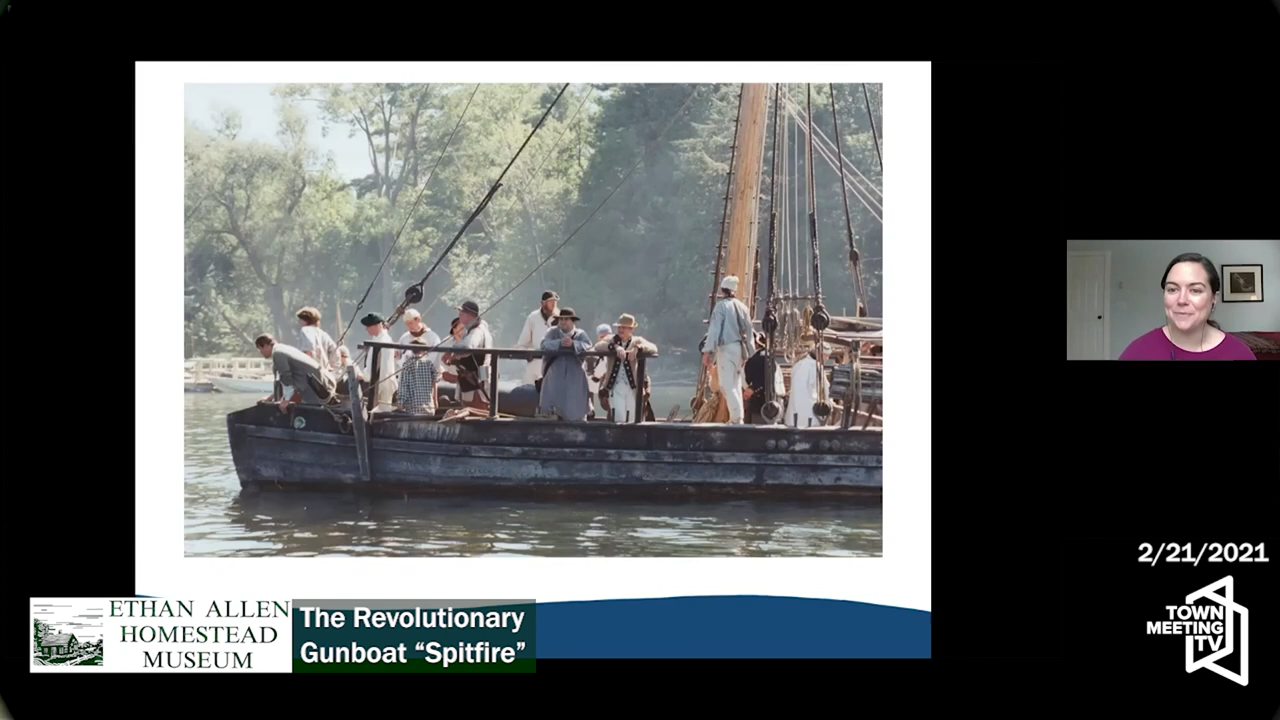 2/21/2021
TOWN
MEETING
TV
ETHAN ALLEN
HOMESTEAD
MUSEUM
The Revolutionary
Gunboat “Spitfire”